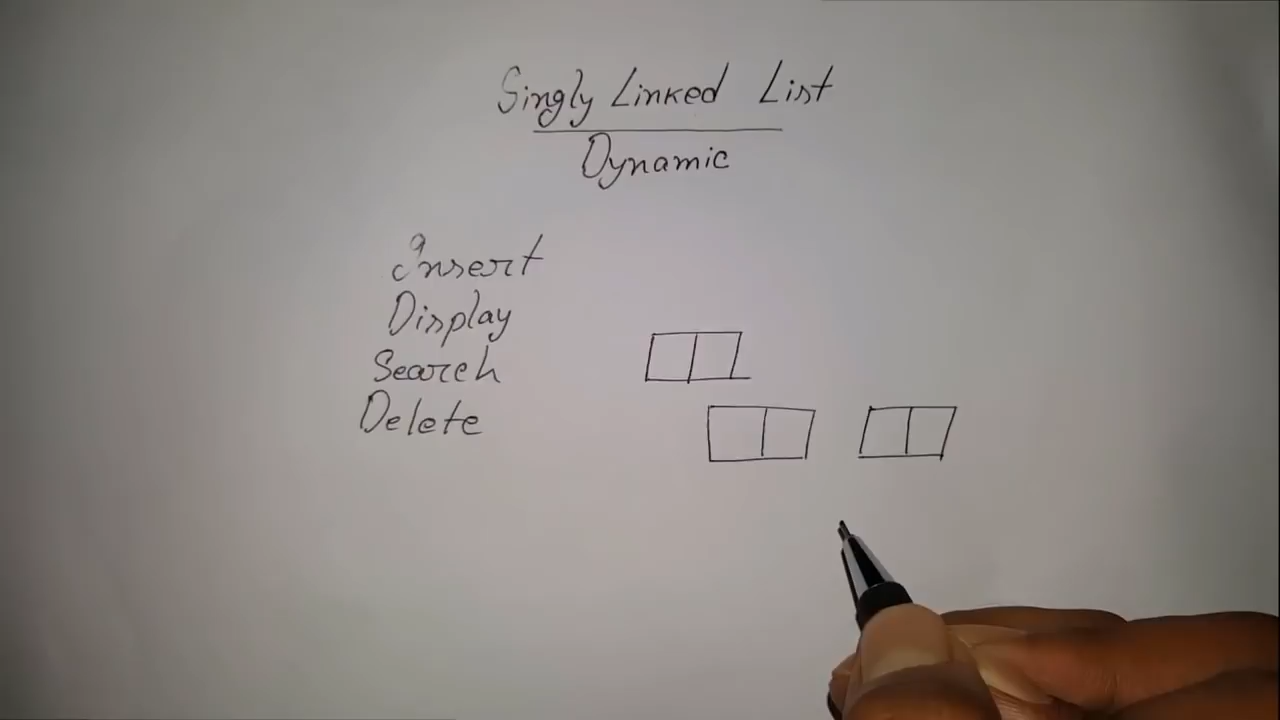 Singly Linked List
Dynamic
Insert
Display
Search
Delete